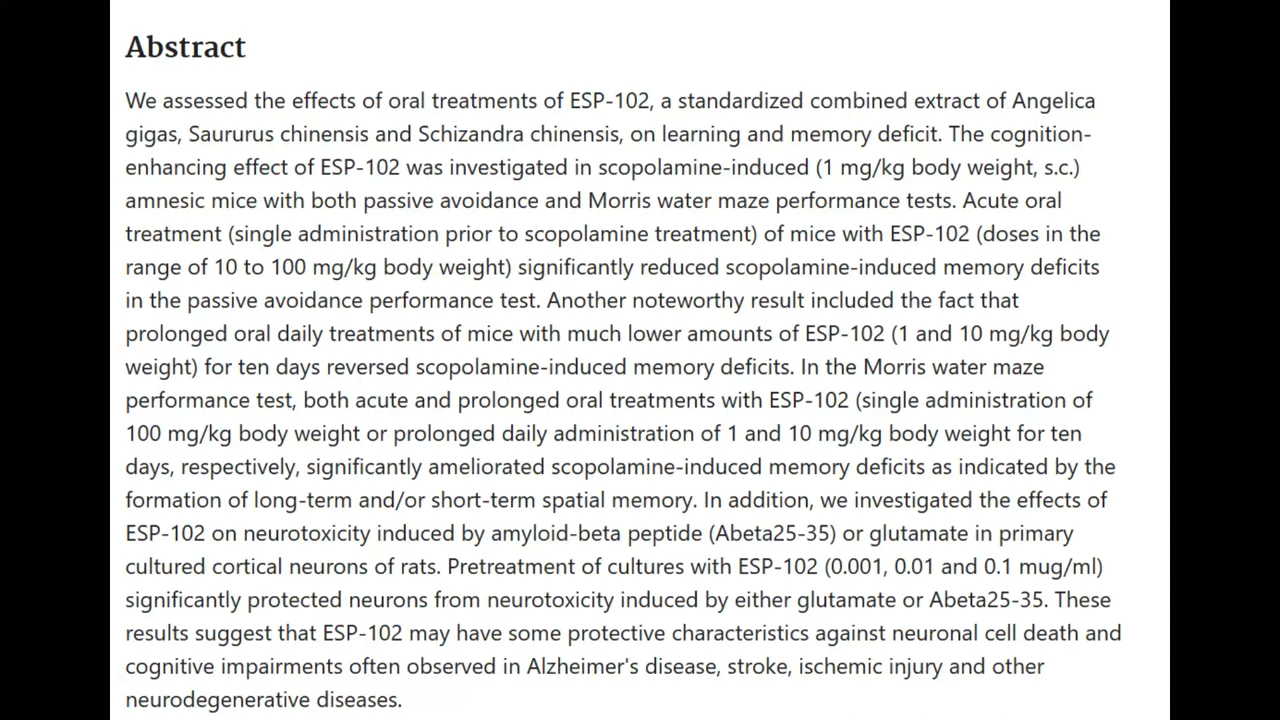 Abstract
We assessed the effects of oral treatments of ESP-102, a standardized combined extract of Angelica
gigas, Saururus chinensis and Schizandra chinensis, on learning and memory deficit. The cognition-
enhancing effect of ESP-102 was investigated in scopolamine-induced (1 mg/kg body weight, s.c.)
amnesic mice with both passive avoidance and Morris water maze performance tests. Acute oral
treatment (single administration prior to scopolamine treatment) of mice with ESP-102 (doses in the
range of 10 to 100 mg/kg body weight) significantly reduced scopolamine-induced memory deficits
in the passive avoidance performance test. Another noteworthy result included the fact that
prolonged oral daily treatments of mice with much lower amounts of ESP-102 (1 and 10 mg/kg body
weight) for ten days reversed scopolamine-induced memory deficits. In the Morris water maze
performance test, both acute and prolonged oral treatments with ESP-102 (single administration of
100 mg/kg body weight or prolonged daily administration of 1 and 10 mg/kg body weight for ten
days, respectively, significantly ameliorated scopolamine-induced memory deficits as indicated by the
formation of long-term and/or short-term spatial memory. In addition, we investigated the effects of
ESP-102 on neurotoxicity induced by amyloid-beta peptide (Abeta25-35) or glutamate in primary
cultured cortical neurons of rats. Pretreatment of cultures with ESP-102 (0.001, 0.01 and 0.1 mug/ml)
significantly protected neurons from neurotoxicity induced by either glutamate or Abeta25-35. These
results suggest that ESP-102 may have some protective characteristics against neuronal cell death and
cognitive impairments often observed in Alzheimer's disease, stroke, ischemic injury and other
neurodegenerative diseases.